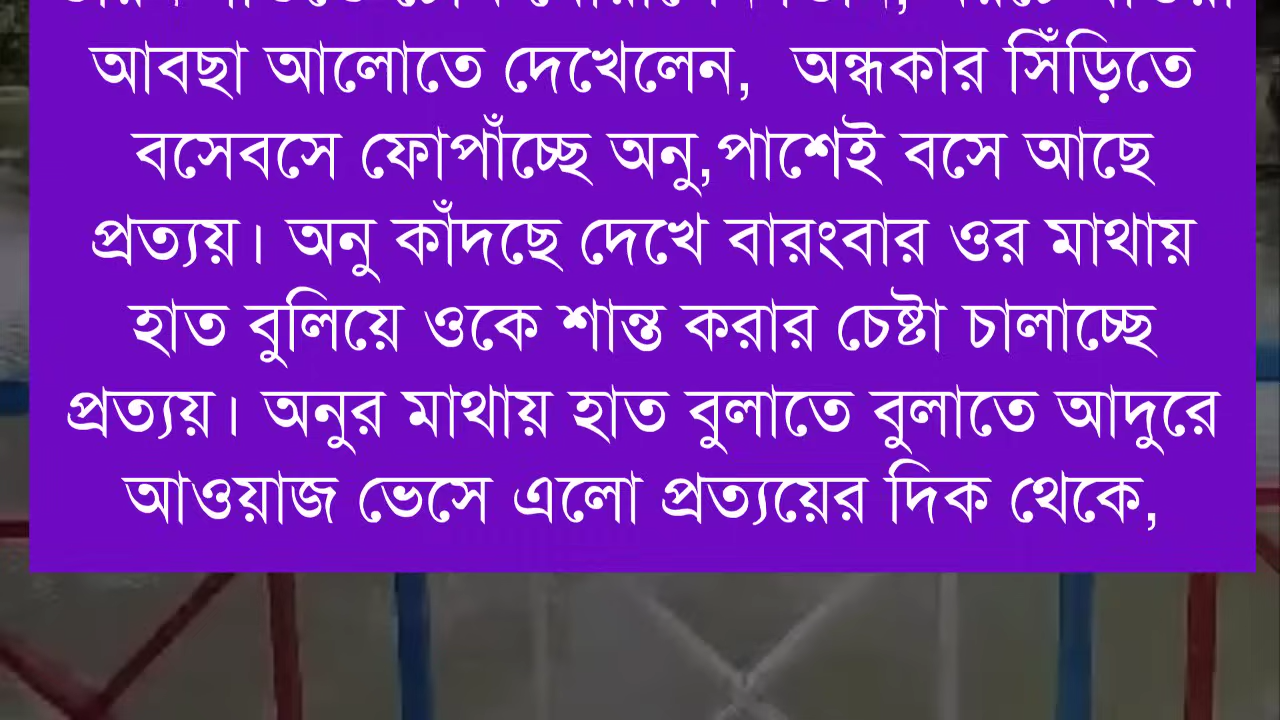 আবছা আলোতে দেখেলেন, অন্ধকার সিঁড়িতে
বসেবসে ফোপাঁচ্ছে অনু,পাশেই বসে আছে
প্রত্যয়। অনু কাঁদছে দেখে বারংবার ওর মাথায়
হাত বুলিয়ে ওকে শান্ত করার চেষ্টা চালাচ্ছে
প্রত্যয়। অনুর মাথায় হাত বুলাতে বুলাতে আদুরে
আওয়াজ ভেসে এলো প্রত্যয়ের দিক থেকে,